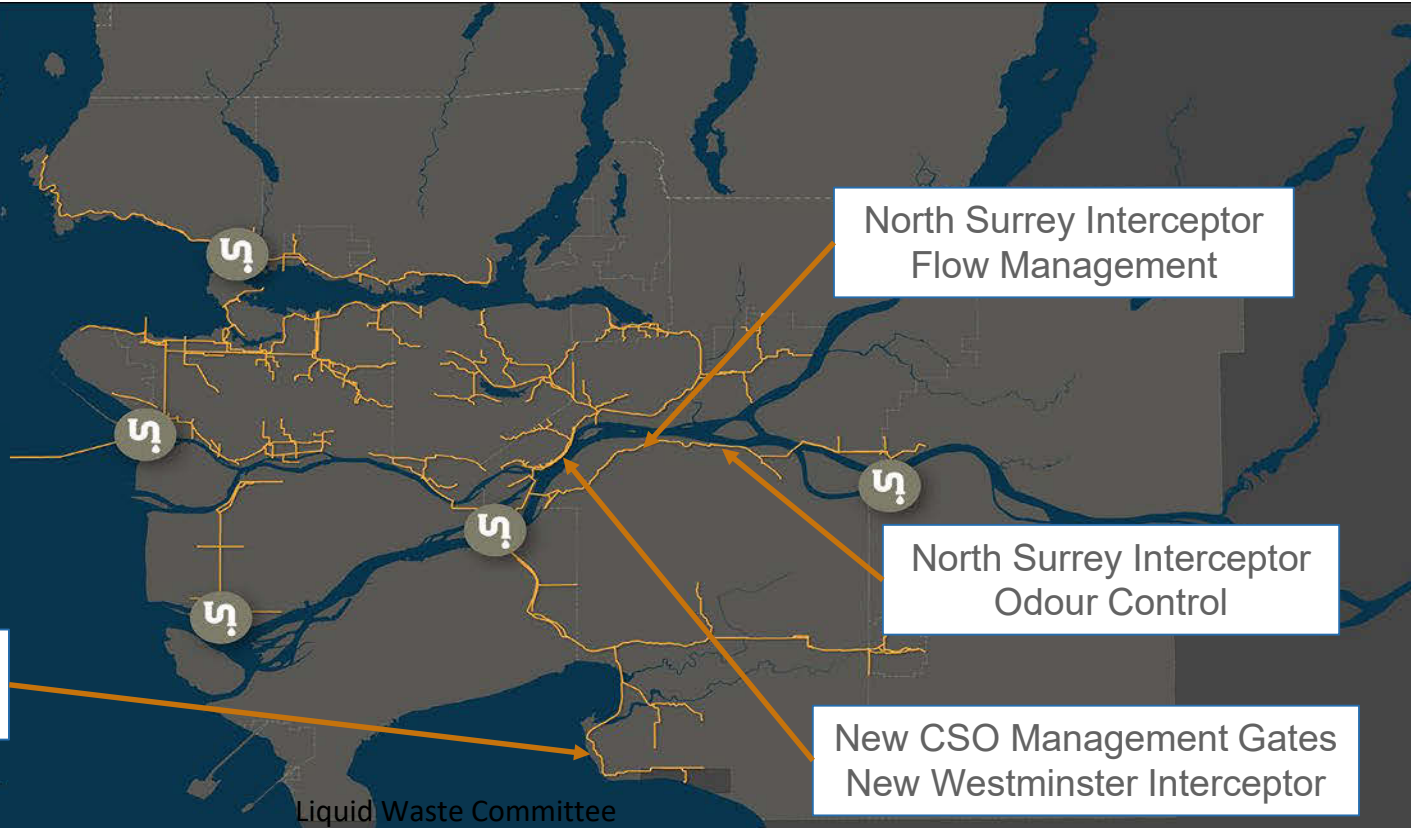 North Surrey Interceptor
Flow Management
North Surrey Interceptor
Odour Control
New CSO Management Gates
New Westminster Interceptor
Liquid Waste Committee